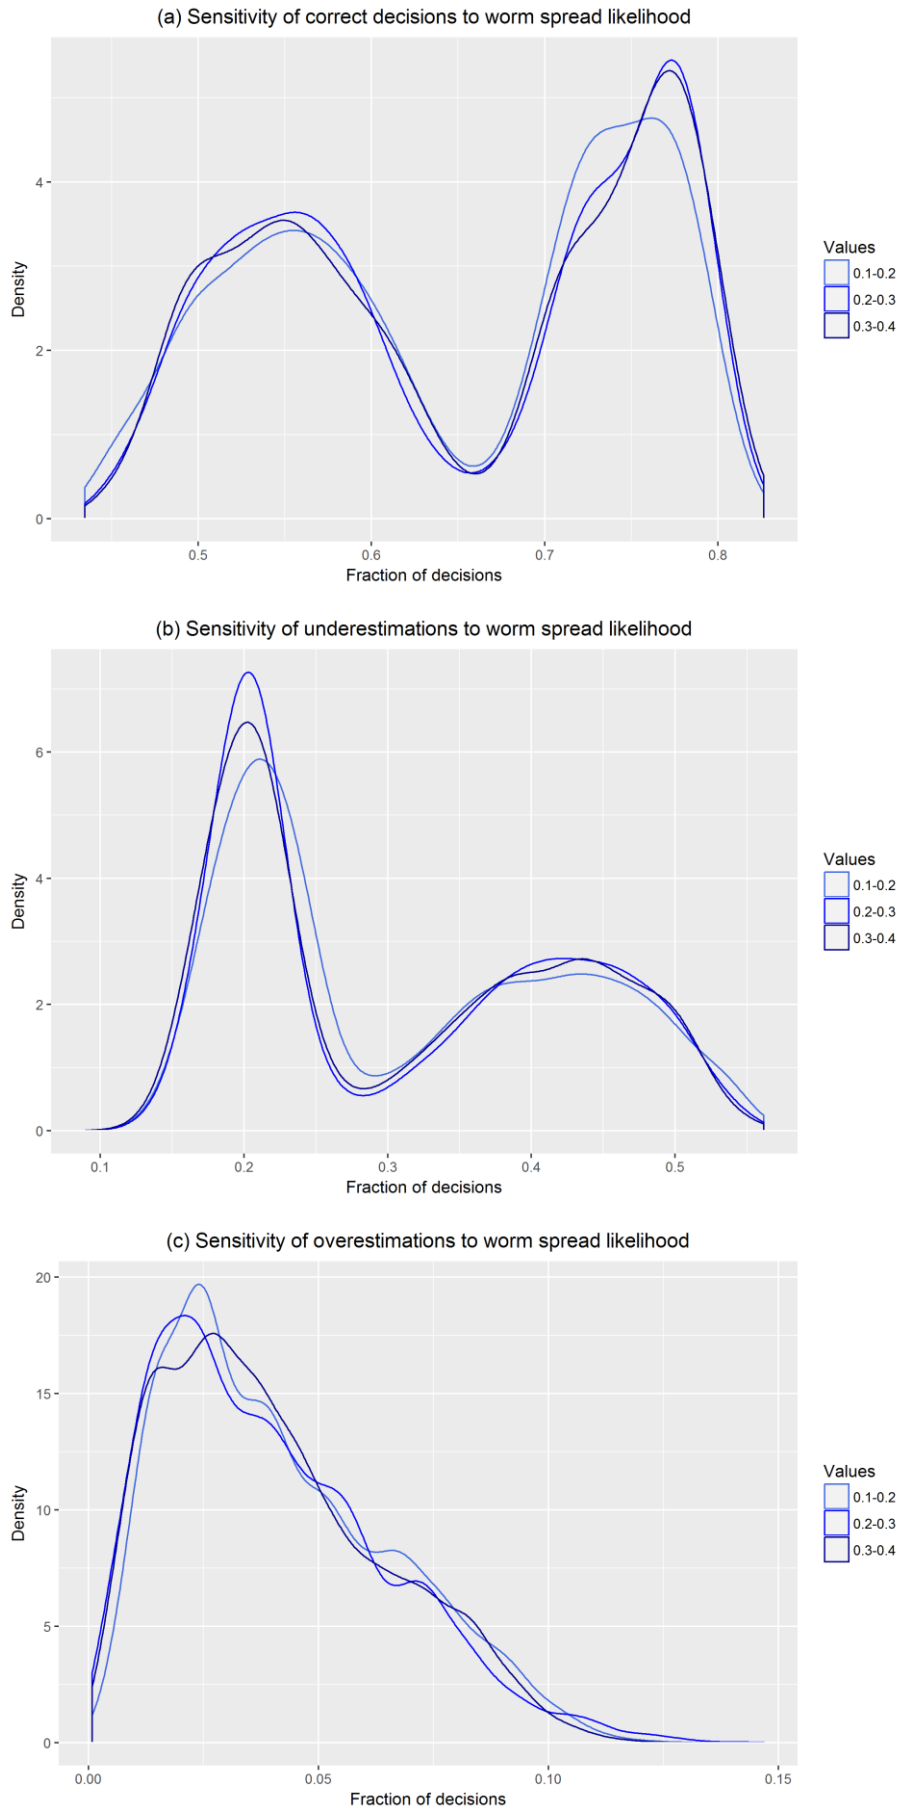 (a) Sensitivity of correct decisions to worm spread likelihood
Density
0
2
4
0.5 0.6 0.7 0.8
Fraction of decisions
Values
0.1-0.2
0.2-0.3
0.3-0.4
(b) Sensitivity of underestimations to worm spread likelihood
Density
0
2
4
6
0.1 0.2 0.3 0.4 0.5
Fraction of decisions
Values
0.1-0.2
0.2-0.3
0.3-0.4
(c) Sensitivity of overestimations to worm spread likelihood
Density
0
5
10
15
20
0.00 0.05 0.10 0.15
Fraction of decisions
Values
0.1-0.2
0.2-0.3
0.3-0.4